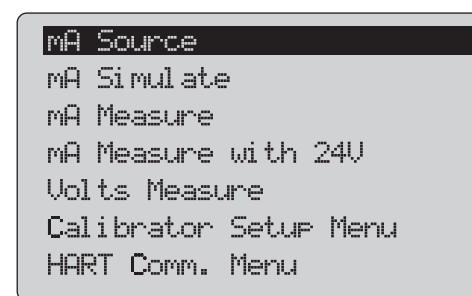 mA Source
mA Simulate
mA Measure
mA Measure with 24V
Volts Measure
Calibrator Setup Menu
HART Comm. Menu